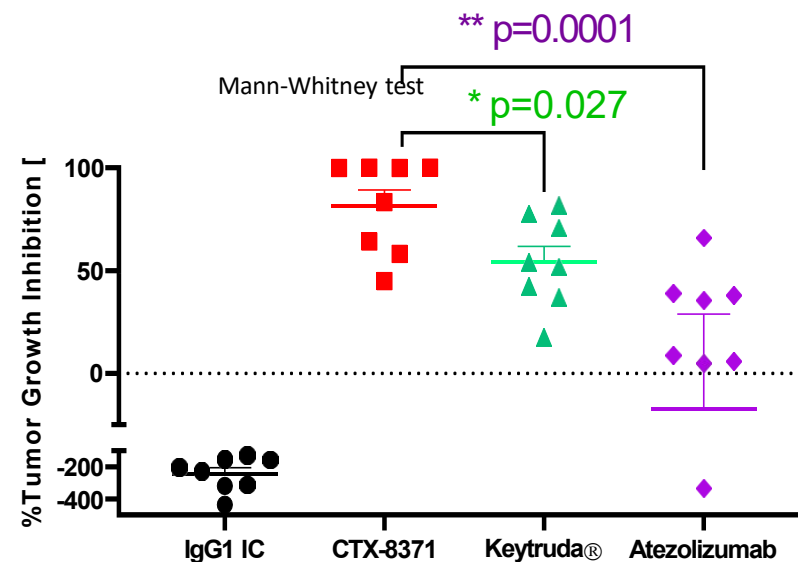 ** p=0.0001
Mann-Whitney test
* p=0.027
%Tumor Growth Inhibition [
100
50
0
-200
-400
IgG1 IC CTX-8371 Keytruda® Atezolizumab